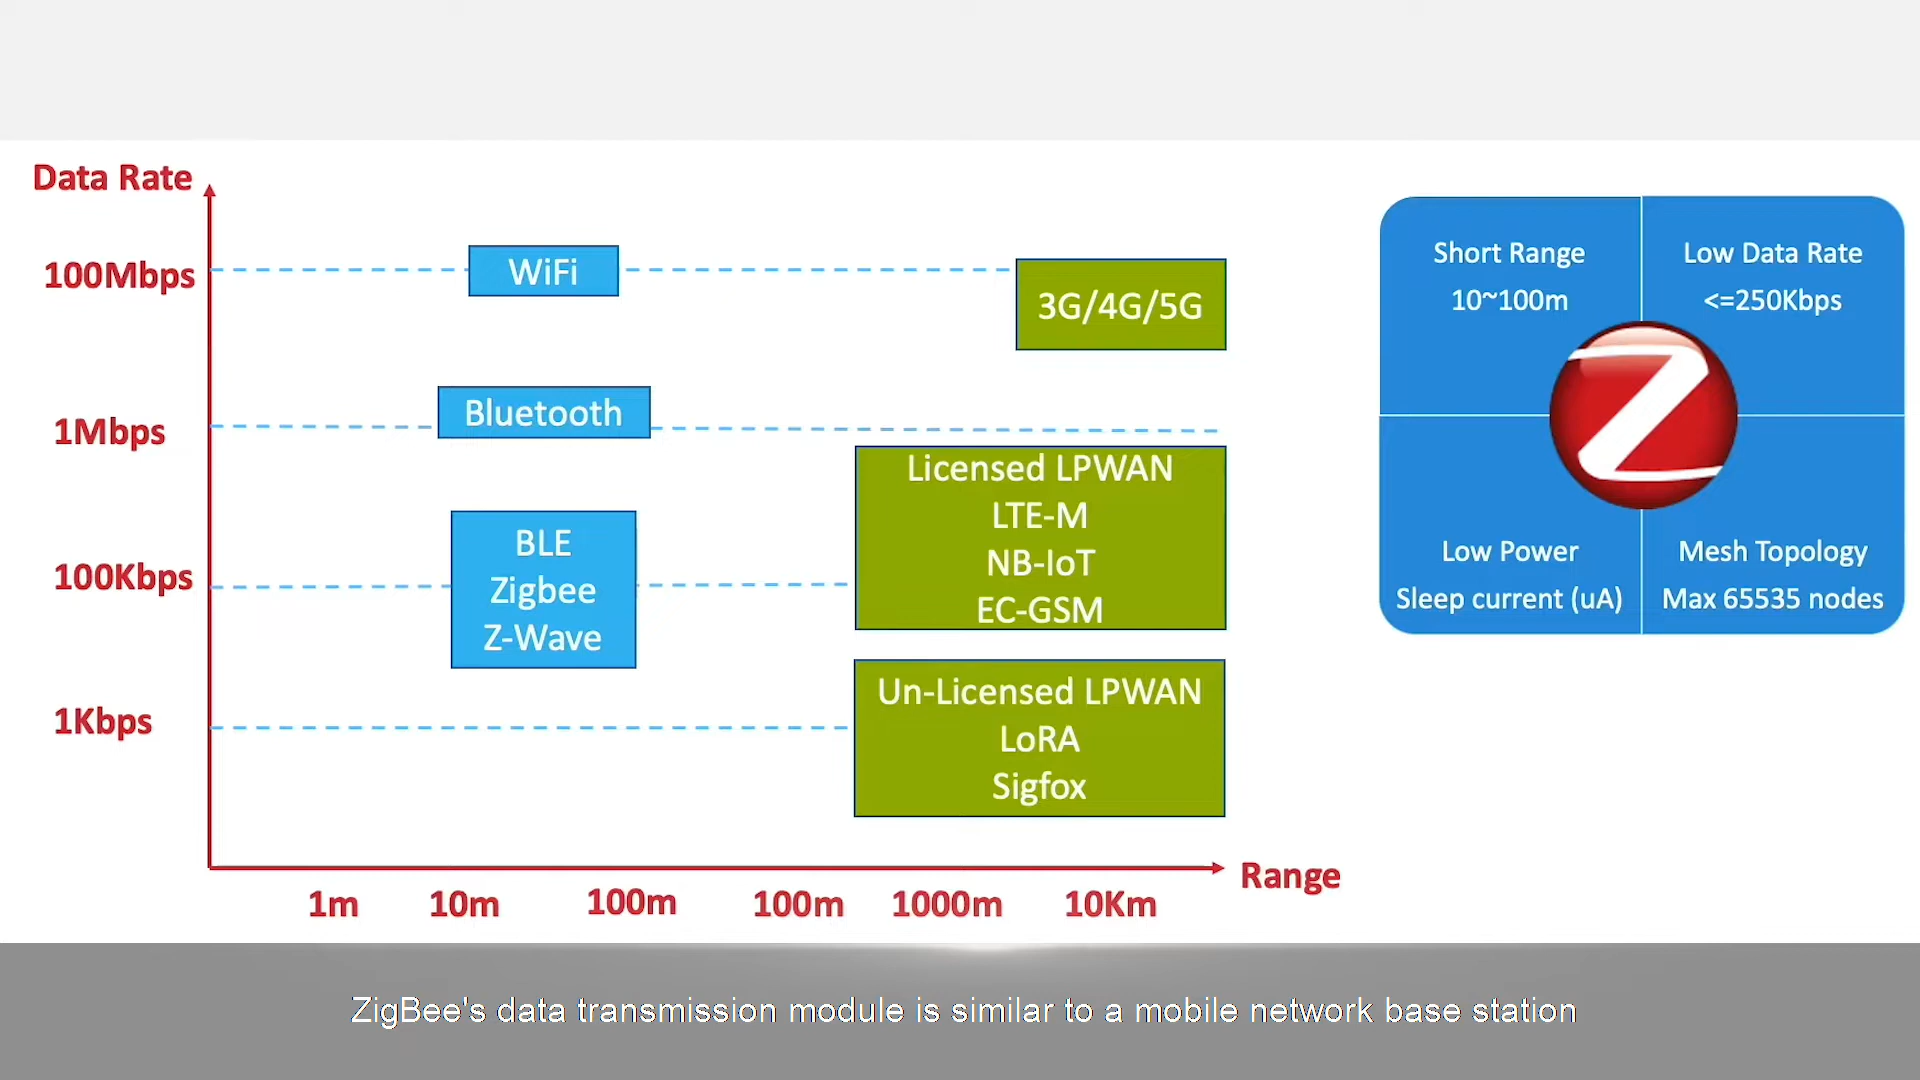 Data Rate
100Mbps
WiFi
3G/4G/5G
1Mbps
Bluetooth
Licensed LPWAN
LTE-M
NB-IoT
EC-GSM
100Kbps
BLE
Zigbee
Z-Wave
1Kbps
Un-Licensed LPWAN
LoRA
Sigfox
Range
1m
10m
100m
100m
1000m
10Km
Short Range
10~100m
Low Data Rate
<=250Kbps
Z
Low Power
Sleep current (uA)
Mesh Topology
Max 65535 nodes
ZigBee's data transmission module is similar to a mobile network base station